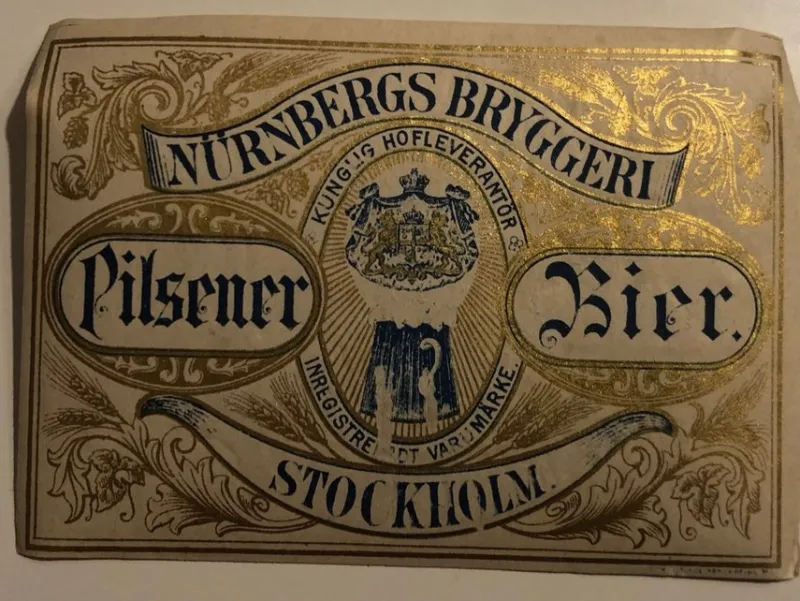 NÜRNBERGS BRYGGERI
KUNGLIG HOFLEVERANTÖR
Pilsener
Bier.
INREGISTRERADT VARUMÄRKE.
STOCKHOLM.